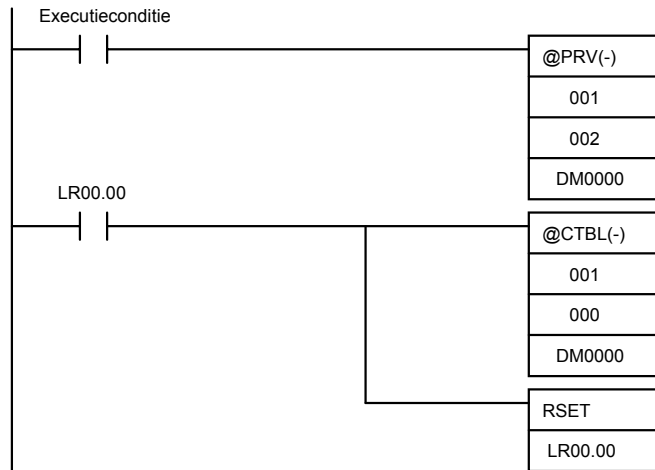 Executieconditie
@PRV(-)
001
002
DM0000
LR00.00
@CTBL(-)
001
000
DM0000
RSET
LR00.00